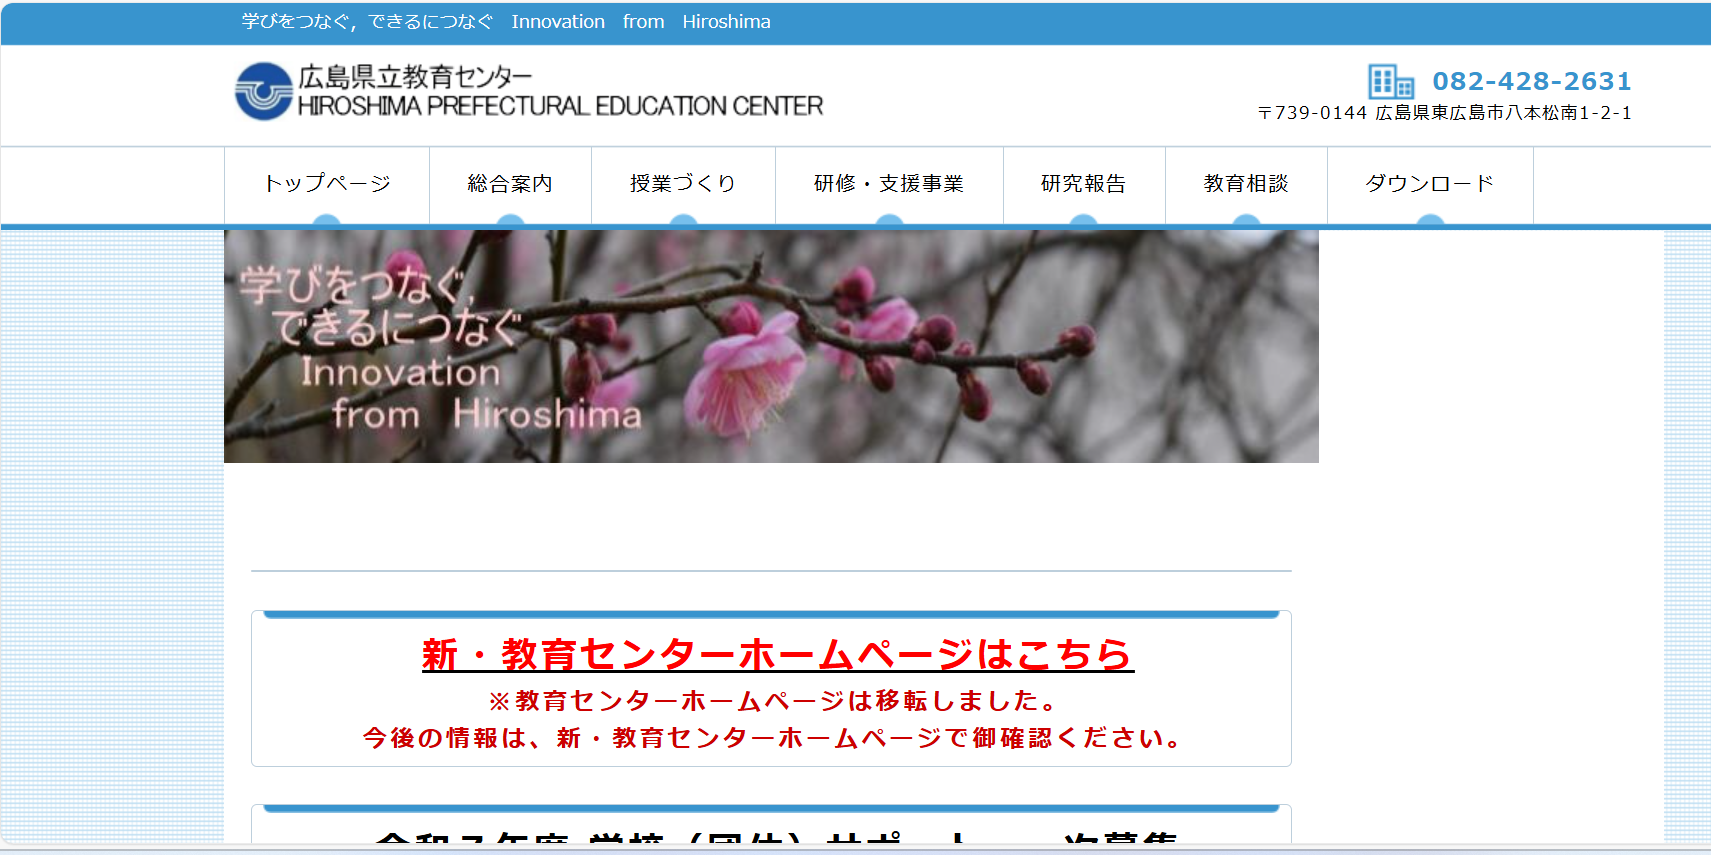 学びをつなぐ，できるにつなぐ　Innovation　from　Hiroshima
広島県立教育センター
HIROSHIMA PREFECTURAL EDUCATION CENTER
082-428-2631
〒739-0144 広島県東広島市八本松南1-2-1
トップページ 総合案内 授業づくり 研修・支援事業 研究報告 教育相談 ダウンロード
学びをつなぐ，
できるにつなぐ
Innovation
from　Hiroshima
新・教育センターホームページはこちら
※教育センターホームページは移転しました。
今後の情報は、新・教育センターホームページで御確認ください。